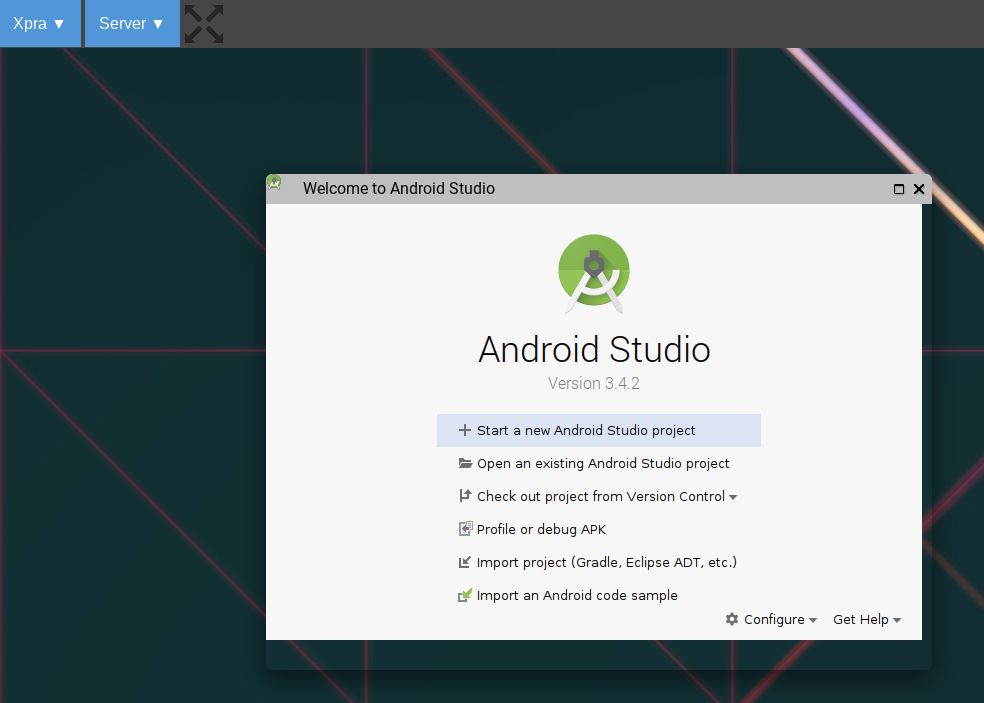 Xpra ▼ Server ▼
Welcome to Android Studio
Android Studio
Version 3.4.2
Start a new Android Studio project
Open an existing Android Studio project
Check out project from Version Control
Profile or debug APK
Import project (Gradle, Eclipse ADT, etc.)
Import an Android code sample
Configure Get Help